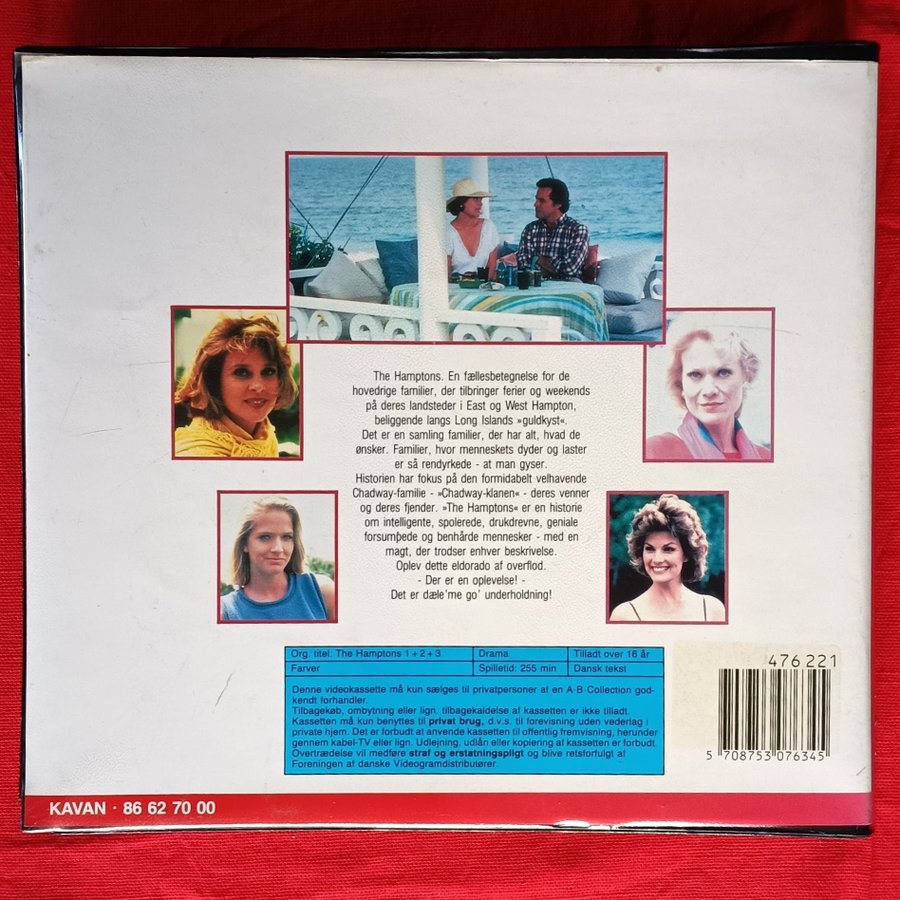 The Hamptons. En fællesbetegnelse for de
hovedrige familier, der tilbringer ferier og weekends
på deres landsteder i East og West Hampton,
beliggende langs Long Islands »guldkyst«.
Det er en samling familier, der har alt, hvad de
ønsker. Familier, hvor menneskets dyder og laster
er så rendyrkede - at man gyser.
Historien har fokus på den formidabelt velhavende
Chadway-familie - »Chadway-klanen« - deres venner
og deres fjender. »The Hamptons« er en historie
om intelligente, spolerede, drukdrevne, geniale
forsumpede og benhårde mennesker - med en
magt, der trodser enhver beskrivelse.
Oplev dette eldorado af overflod.
- Der er en oplevelse! -
Det er dæle'me go' underholdning!
Org. titel: The Hamptons 1+2+3 Drama Tilladt over 16 år
Farver Spilletid: 255 min Dansk tekst
Denne videokassette må kun sælges til privatpersoner af en A·B·Collection god-
kendt forhandler.
Tilbagekøb, ombytning eller lign. tilbagekaldelse af kassetten er ikke tilladt.
Kassetten må kun benyttes til privat brug, d.v.s. til forevisning uden vederlag i
private hjem. Det er forbudt at anvende kassetten til offentlig fremvisning, herunder
gennem kabel-TV eller lign. Udlejning, udlån eller kopiering af kassetten er forbudt
Overtrædelse vil medføre straf og erstatningspligt og blive retsforfulgt af
Foreningen af danske Videogramdistributører.
476221
5 708753 076345
KAVAN · 86 62 70 00